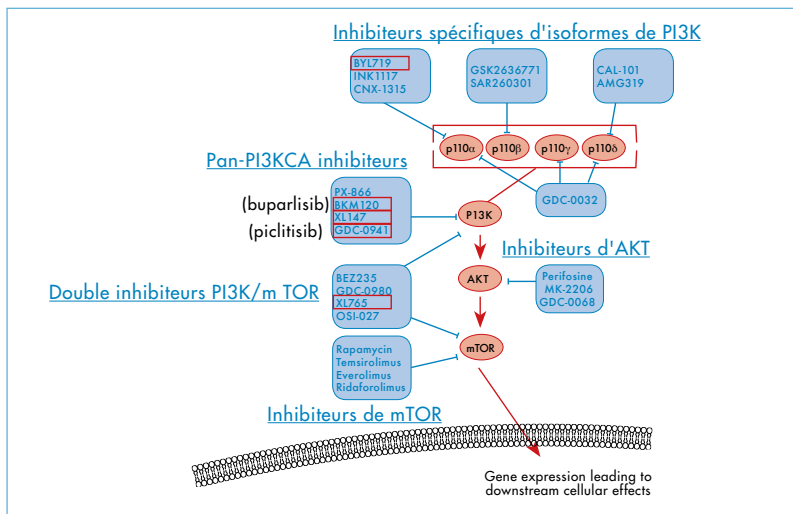 Inhibiteurs spécifiques d'isoformes de PI3K
BYL719
INK1117
CNX-1315
GSK2636771
SAR260301
CAL-101
AMG319
p110α
p110β
p110γ
p110δ
Pan-PI3KCA inhibiteurs
(buparlisib)
(piclitisib)
PX-866
BKM120
XL147
GDC-0941
P13K
GDC-0032
Inhibiteurs d'AKT
Double inhibiteurs PI3K/m TOR
BEZ235
GDC-0980
XL765
OSI-027
AKT
Perifosine
MK-2206
GDC-0068
Rapamycin
Temsirolimus
Everolimus
Ridaforolimus
mTOR
Inhibiteurs de mTOR
Gene expression leading to
downstream cellular effects